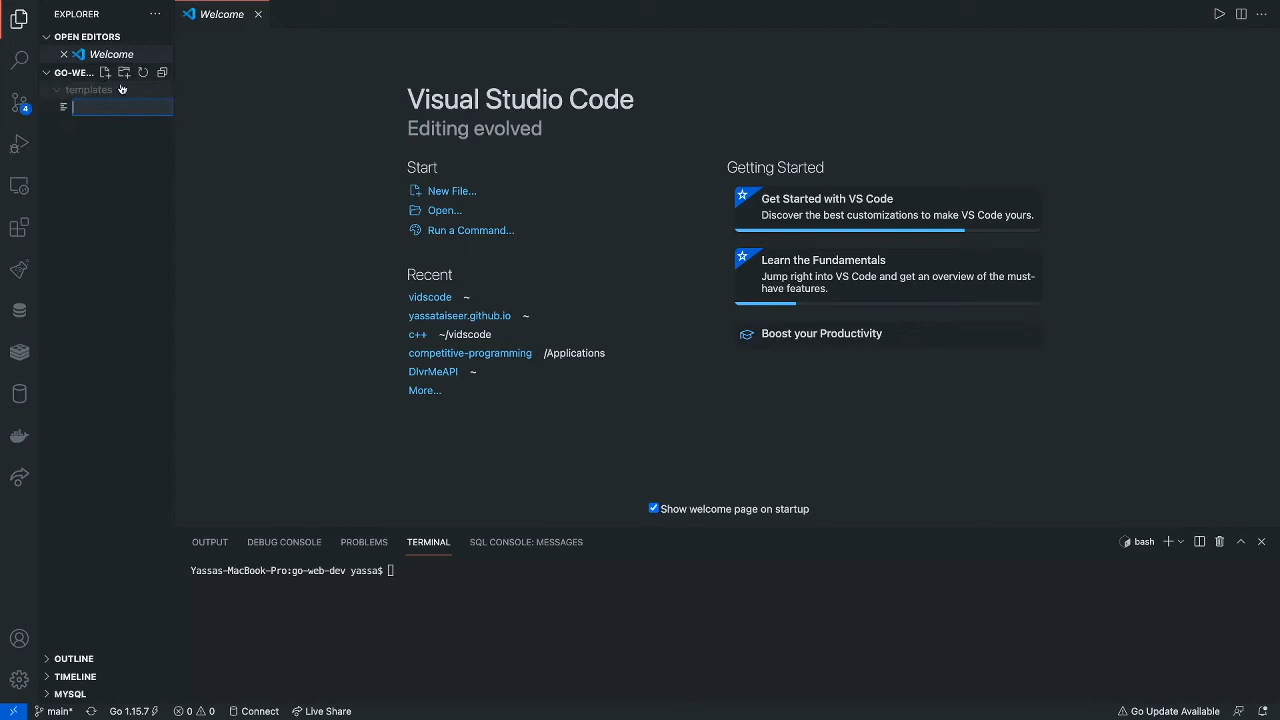 EXPLORER
Welcome
OPEN EDITORS
Welcome
GO-WE...
templates
4
Visual Studio Code
Editing evolved
Start
New File...
Open...
Run a Command...
Recent
vidscode ~
yassataiseer.github.io ~
c++ ~/vidscode
competitive-programming /Applications
DlvrMeAPI ~
More...
Getting Started
Get Started with VS Code
Discover the best customizations to make VS Code yours.
Learn the Fundamentals
Jump right into VS Code and get an overview of the must-
have features.
Boost your Productivity
Show welcome page on startup
OUTPUT DEBUG CONSOLE PROBLEMS TERMINAL SQL CONSOLE: MESSAGES
bash
Yassas-MacBook-Pro:go-web-dev yassa$
OUTLINE
TIMELINE
MYSQL
main* Go 1.15.7 0 0 Connect Live Share Go Update Available